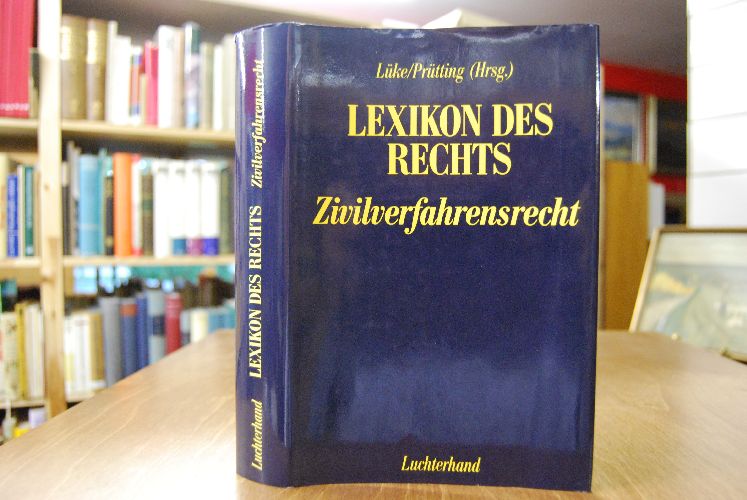 Lüke/Prütting (Hrsg.)
LEXIKON DES
RECHTS
Zivilverfahrensrecht
Luchterhand
Luchterhand LEXIKON DES RECHTS Zivilverfahrensrecht